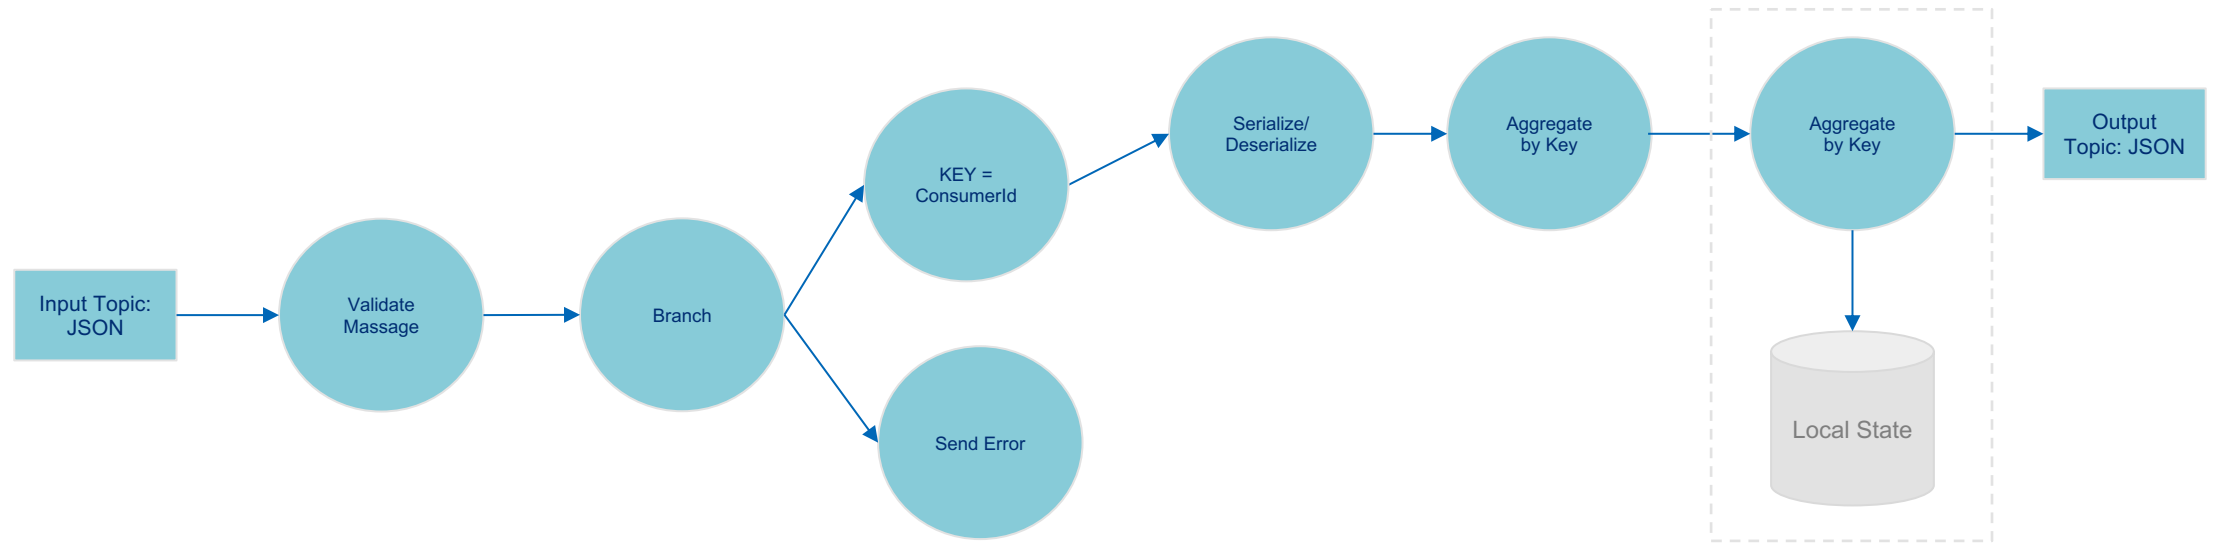 Input Topic:
JSON
Validate
Massage
Branch
KEY =
ConsumerId
Send Error
Serialize/
Deserialize
Aggregate
by Key
Aggregate
by Key
Local State
Output
Topic: JSON